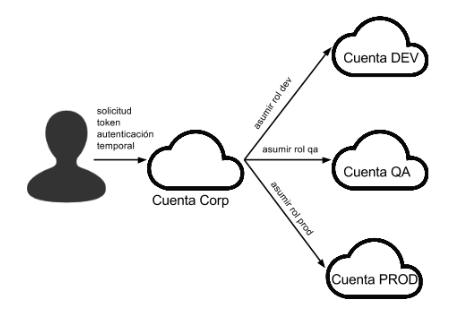 solicitud
token
autenticación
temporal
Cuenta Corp
asumir rol dev
Cuenta DEV
asumir rol qa
Cuenta QA
asumir rol prod
Cuenta PROD